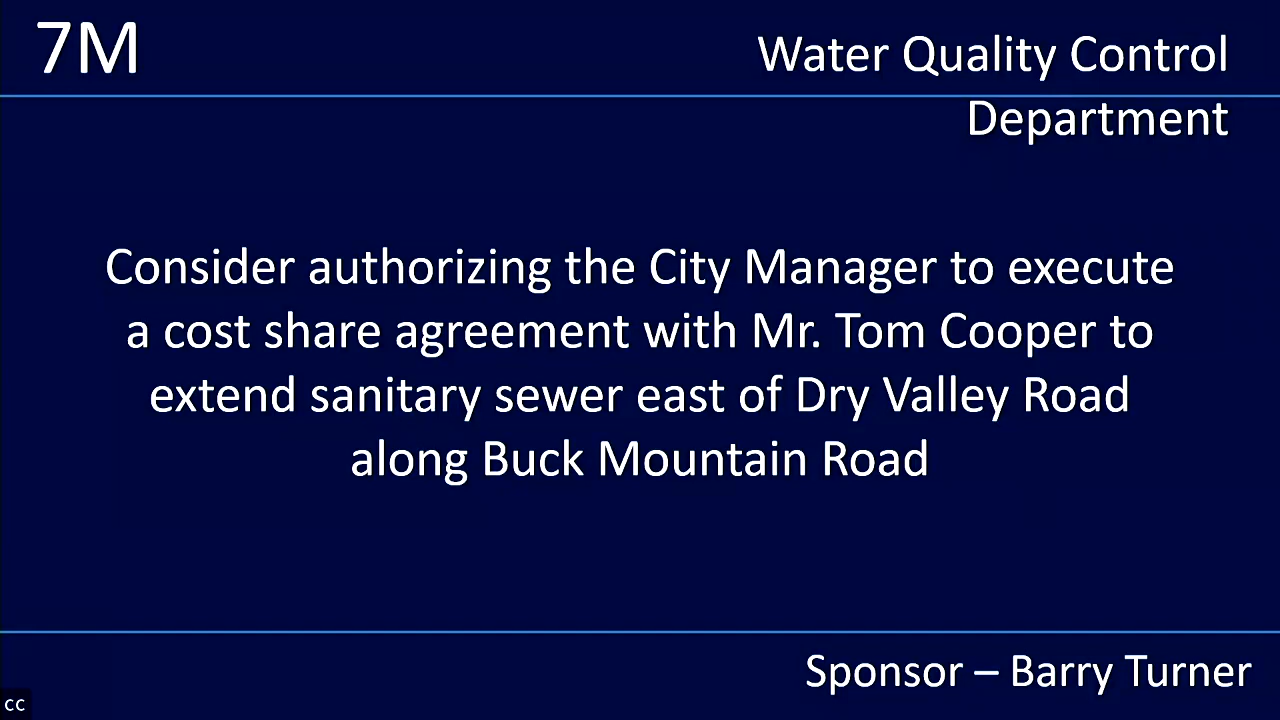 7M
Water Quality Control
Department
Consider authorizing the City Manager to execute
a cost share agreement with Mr. Tom Cooper to
extend sanitary sewer east of Dry Valley Road
along Buck Mountain Road
Sponsor – Barry Turner
CC